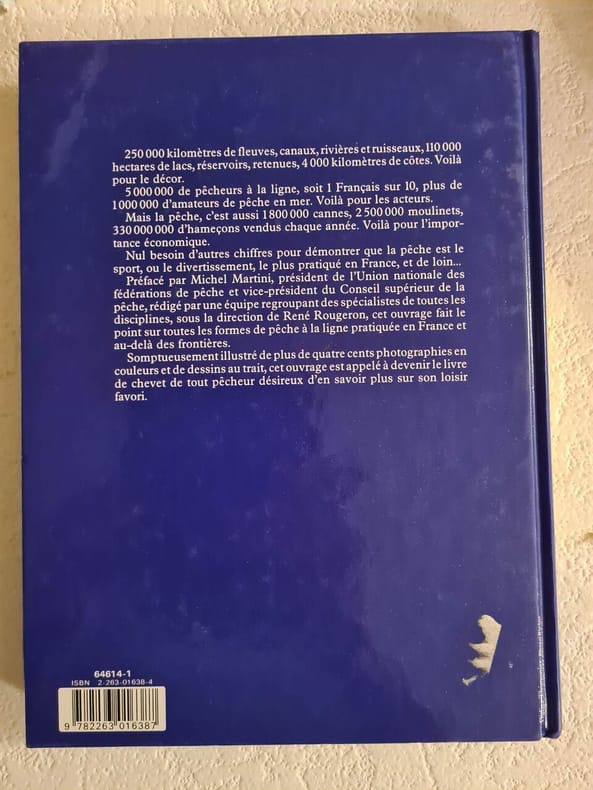 250 000 kilomètres de fleuves, canaux, rivières et ruisseaux, 110 000
hectares de lacs, réservoirs, retenues, 4 000 kilomètres de côtes. Voilà
pour le décor.
5 000 000 de pêcheurs à la ligne, soit 1 Français sur 10, plus de
1 000 000 d'amateurs de pêche en mer. Voilà pour les acteurs.
Mais la pêche, c'est aussi 1 800 000 cannes, 2 500 000 moulinets,
330 000 000 d'hameçons vendus chaque année. Voilà pour l'impor-
tance économique.
Nul besoin d'autres chiffres pour démontrer que la pêche est le
sport, ou le divertissement, le plus pratiqué en France, et de loin...
Préfacé par Michel Martini, président de l'Union nationale des
fédérations de pêche et vice-président du Conseil supérieur de la
pêche, rédigé par une équipe regroupant des spécialistes de toutes les
disciplines, sous la direction de René Rougeron, cet ouvrage fait le
point sur toutes les formes de pêche à la ligne pratiquée en France et
au-delà des frontières.
Somptueusement illustré de plus de quatre cents photographies en
couleurs et de dessins au trait, cet ouvrage est appelé à devenir le livre
de chevet de tout pêcheur désireux d'en savoir plus sur son loisir
favori.
64614-1
ISBN 2-263-01638-4
9 782263 016387